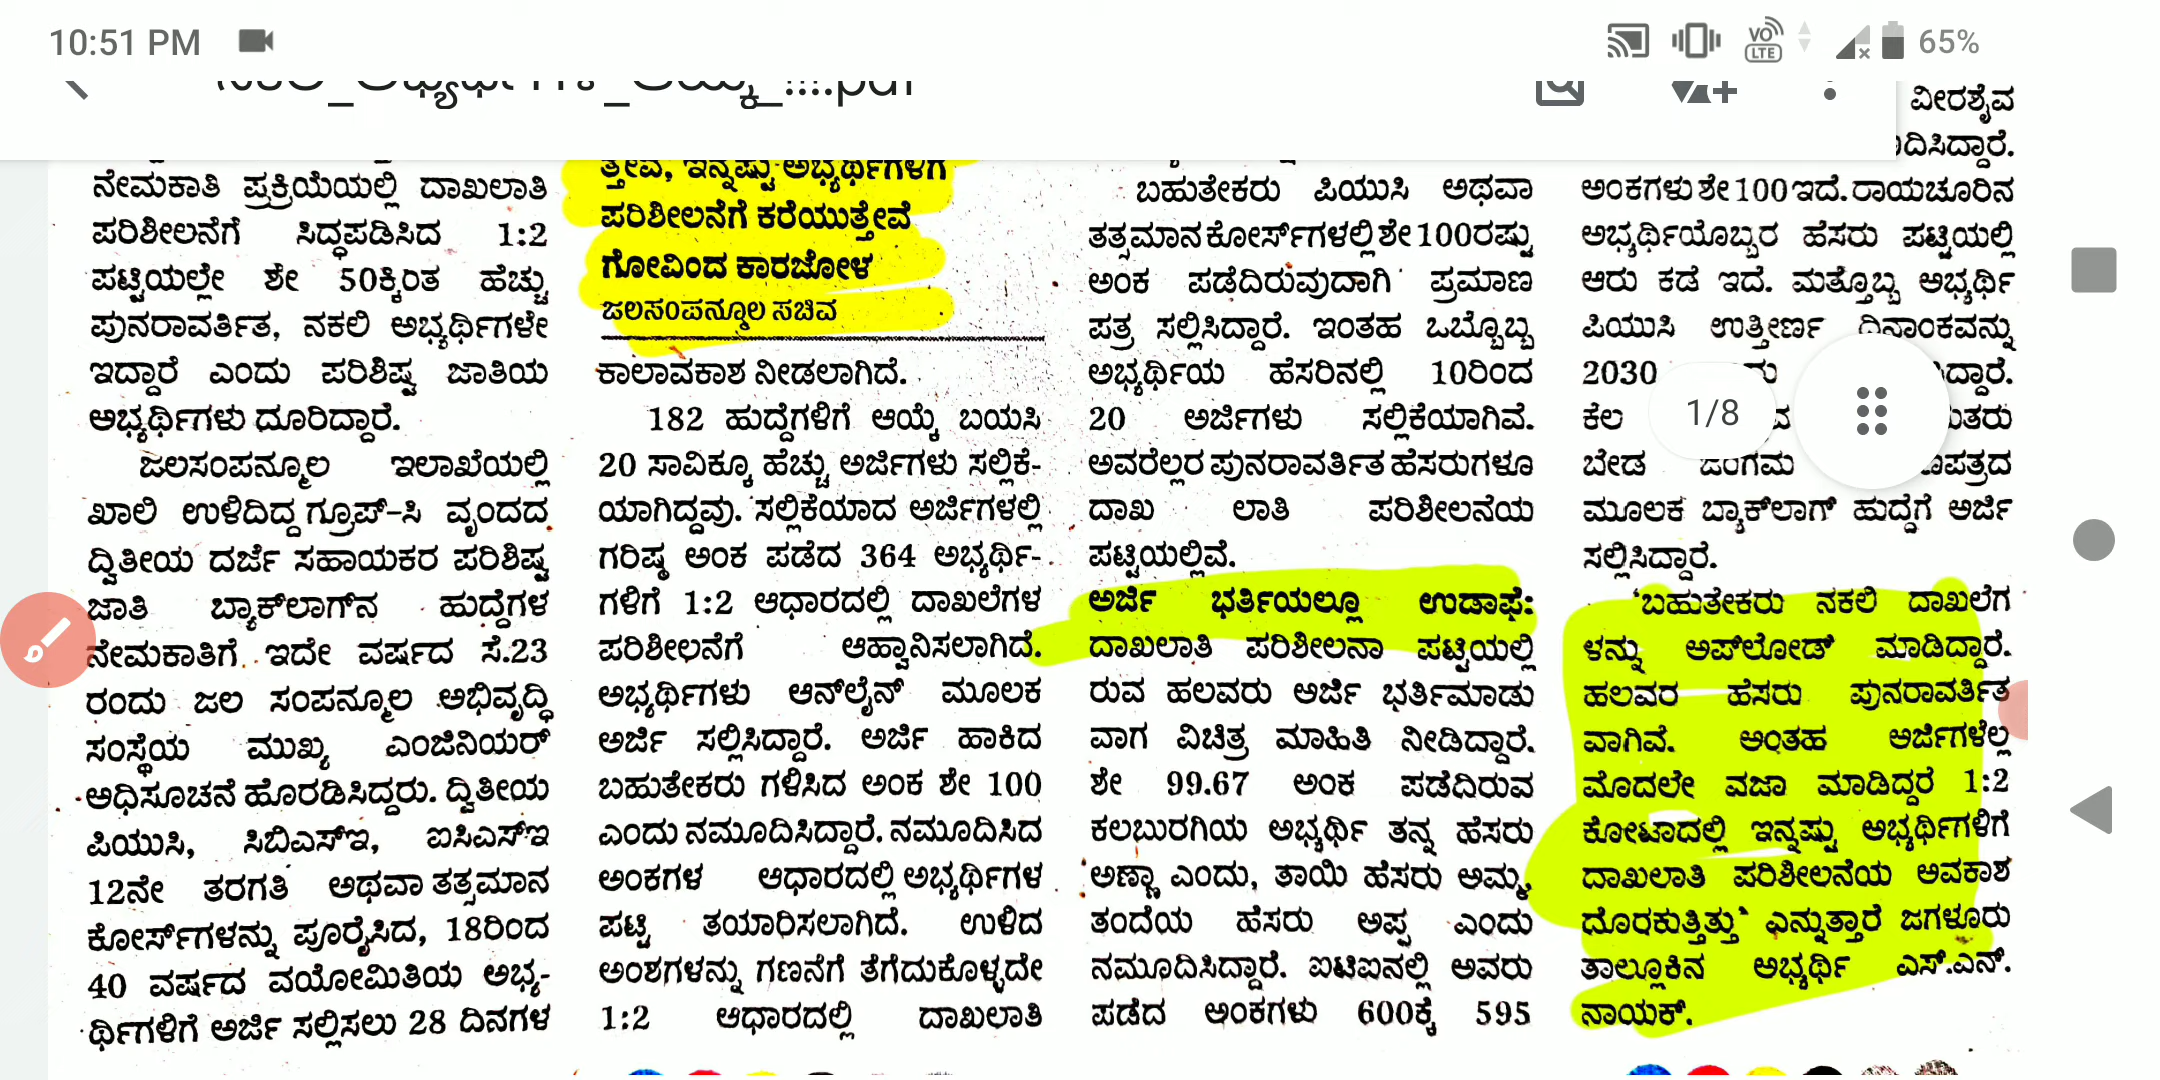 10:51 PM
VO
LTE
65%
ನೇಮಕಾತಿ ಪ್ರಕ್ರಿಯೆಯಲ್ಲಿ ದಾಖಲಾತಿ
ಪರಿಶೀಲನೆಗೆ ಸಿದ್ಧಪಡಿಸಿದ 1:2
ಪಟ್ಟಿಯಲ್ಲೇ ಶೇ 50ಕ್ಕಿಂತ ಹೆಚ್ಚು
ಪುನರಾವರ್ತಿತ, ನಕಲಿ ಅಭ್ಯರ್ಥಿಗಳೇ
ಇದ್ದಾರೆ ಎಂದು ಪರಿಶಿಷ್ಟ ಜಾತಿಯ
ಅಭ್ಯರ್ಥಿಗಳು ದೂರಿದ್ದಾರೆ.
ಜಲಸಂಪನ್ಮೂಲ ಇಲಾಖೆಯಲ್ಲಿ
ಖಾಲಿ ಉಳಿದಿದ್ದ ಗ್ರೂಪ್-ಸಿ ವೃಂದದ
ದ್ವಿತೀಯ ದರ್ಜೆ ಸಹಾಯಕರ ಪರಿಶಿಷ್ಟ
ಜಾತಿ ಬ್ಯಾಕ್‌ಲಾಗ್‌ನ ಹುದ್ದೆಗಳ
ನೇಮಕಾತಿಗೆ ಇದೇ ವರ್ಷದ ಸೆ.23
ರಂದು ಜಲ ಸಂಪನ್ಮೂಲ ಅಭಿವೃದ್ಧಿ
ಸಂಸ್ಥೆಯ ಮುಖ್ಯ ಎಂಜಿನಿಯರ್
ಅಧಿಸೂಚನೆ ಹೊರಡಿಸಿದ್ದರು. ದ್ವಿತೀಯ
ಪಿಯುಸಿ, ಸಿಬಿಎಸ್‌ಇ, ಐಸಿಎಸ್‌ಇ
12ನೇ ತರಗತಿ ಅಥವಾ ತತ್ಸಮಾನ
ಕೋರ್ಸ್‌ಗಳನ್ನು ಪೂರೈಸಿದ, 18ರಿಂದ
40 ವರ್ಷದ ವಯೋಮಿತಿಯ ಅಭ್ಯ-
ರ್ಥಿಗಳಿಗೆ ಅರ್ಜಿ ಸಲ್ಲಿಸಲು 28 ದಿನಗಳ
ತ್ತೇವೆ, ಇನ್ನಷ್ಟು ಅಭ್ಯರ್ಥಿಗಳಿಗೆ
ಪರಿಶೀಲನೆಗೆ ಕರೆಯುತ್ತೇವೆ
ಗೋವಿಂದ ಕಾರಜೋಳ
ಜಲಸಂಪನ್ಮೂಲ ಸಚಿವ
ಕಾಲಾವಕಾಶ ನೀಡಲಾಗಿದೆ.
182 ಹುದ್ದೆಗಳಿಗೆ ಆಯ್ಕೆ ಬಯಸಿ
20 ಸಾವಿಕ್ಕೂ ಹೆಚ್ಚು ಅರ್ಜಿಗಳು ಸಲ್ಲಿಕೆ-
ಯಾಗಿದ್ದವು. ಸಲ್ಲಿಕೆಯಾದ ಅರ್ಜಿಗಳಲ್ಲಿ
ಗರಿಷ್ಠ ಅಂಕ ಪಡೆದ 364 ಅಭ್ಯರ್ಥಿ-
ಗಳಿಗೆ 1:2 ಆಧಾರದಲ್ಲಿ ದಾಖಲೆಗಳ
ಪರಿಶೀಲನೆಗೆ ಆಹ್ವಾನಿಸಲಾಗಿದೆ.
ಅಭ್ಯರ್ಥಿಗಳು ಆನ್‌ಲೈನ್ ಮೂಲಕ
ಅರ್ಜಿ ಸಲ್ಲಿಸಿದ್ದಾರೆ. ಅರ್ಜಿ ಹಾಕಿದ
ಬಹುತೇಕರು ಗಳಿಸಿದ ಅಂಕ ಶೇ 100
ಎಂದು ನಮೂದಿಸಿದ್ದಾರೆ. ನಮೂದಿಸಿದ
ಅಂಕಗಳ ಆಧಾರದಲ್ಲಿ ಅಭ್ಯರ್ಥಿಗಳ
ಪಟ್ಟಿ ತಯಾರಿಸಲಾಗಿದೆ. ಉಳಿದ
ಅಂಶಗಳನ್ನು ಗಣನೆಗೆ ತೆಗೆದುಕೊಳ್ಳದೇ
1:2 ಆಧಾರದಲ್ಲಿ ದಾಖಲಾತಿ
ಬಹುತೇಕರು ಪಿಯುಸಿ ಅಥವಾ
ತತ್ಸಮಾನ ಕೋರ್ಸ್‌ಗಳಲ್ಲಿ ಶೇ 100ರಷ್ಟು
ಅಂಕ ಪಡೆದಿರುವುದಾಗಿ ಪ್ರಮಾಣ
ಪತ್ರ ಸಲ್ಲಿಸಿದ್ದಾರೆ. ಇಂತಹ ಒಬ್ಬೊಬ್ಬ
ಅಭ್ಯರ್ಥಿಯ ಹೆಸರಿನಲ್ಲಿ 10ರಿಂದ
20 ಅರ್ಜಿಗಳು ಸಲ್ಲಿಕೆಯಾಗಿವೆ.
ಅವರೆಲ್ಲರ ಪುನರಾವರ್ತಿತ ಹೆಸರುಗಳೂ
ದಾಖ ಲಾತಿ ಪರಿಶೀಲನೆಯ
ಪಟ್ಟಿಯಲ್ಲಿವೆ.
ಅರ್ಜಿ ಭರ್ತಿಯಲ್ಲೂ ಉಡಾಫೆ:
ದಾಖಲಾತಿ ಪರಿಶೀಲನಾ ಪಟ್ಟಿಯಲ್ಲಿ
ರುವ ಹಲವರು ಅರ್ಜಿ ಭರ್ತಿಮಾಡು
ವಾಗ ವಿಚಿತ್ರ ಮಾಹಿತಿ ನೀಡಿದ್ದಾರೆ.
ಶೇ 99.67 ಅಂಕ ಪಡೆದಿರುವ
ಕಲಬುರಗಿಯ ಅಭ್ಯರ್ಥಿ ತನ್ನ ಹೆಸರು
ಅಣ್ಣಾ ಎಂದು, ತಾಯಿ ಹೆಸರು ಅಮ್ಮ,
ತಂದೆಯ ಹೆಸರು ಅಪ್ಪ ಎಂದು
ನಮೂದಿಸಿದ್ದಾರೆ. ಐಟಿಐನಲ್ಲಿ ಅವರು
ಪಡೆದ ಅಂಕಗಳು 600ಕ್ಕೆ 595
ವೀರಶೈವ
ದಿಸಿದ್ದಾರೆ.
ಅಂಕಗಳು ಶೇ 100 ಇದೆ. ರಾಯಚೂರಿನ
ಅಭ್ಯರ್ಥಿಯೊಬ್ಬರ ಹೆಸರು ಪಟ್ಟಿಯಲ್ಲಿ
ಆರು ಕಡೆ ಇದೆ. ಮತ್ತೊಬ್ಬ ಅಭ್ಯರ್ಥಿ
ಪಿಯುಸಿ ಉತ್ತೀರ್ಣ ದಿನಾಂಕವನ್ನು
2030
ದ್ದಾರೆ.
1/8
ಕೆಲ
ಬೇಡ ಜಂಗಮ ಪತ್ರದ
ಮೂಲಕ ಬ್ಯಾಕ್‌ಲಾಗ್ ಹುದ್ದೆಗೆ ಅರ್ಜಿ
ಸಲ್ಲಿಸಿದ್ದಾರೆ.
'ಬಹುತೇಕರು ನಕಲಿ ದಾಖಲೆಗ
ಳನ್ನು ಅಪ್‌ಲೋಡ್ ಮಾಡಿದ್ದಾರೆ.
ಹಲವರ ಹೆಸರು ಪುನರಾವರ್ತಿತ
ವಾಗಿವೆ. ಅಂತಹ ಅರ್ಜಿಗಳೆಲ್ಲ
ಮೊದಲೇ ವಜಾ ಮಾಡಿದ್ದರೆ 1:2
ಕೋಟಾದಲ್ಲಿ ಇನ್ನಷ್ಟು ಅಭ್ಯರ್ಥಿಗಳಿಗೆ
ದಾಖಲಾತಿ ಪರಿಶೀಲನೆಯ ಅವಕಾಶ
ದೊರಕುತ್ತಿತ್ತು' ಎನ್ನುತ್ತಾರೆ ಜಗಳೂರು
ತಾಲ್ಲೂಕಿನ ಅಭ್ಯರ್ಥಿ ಎಸ್.ಎನ್.
ನಾಯಕ್.